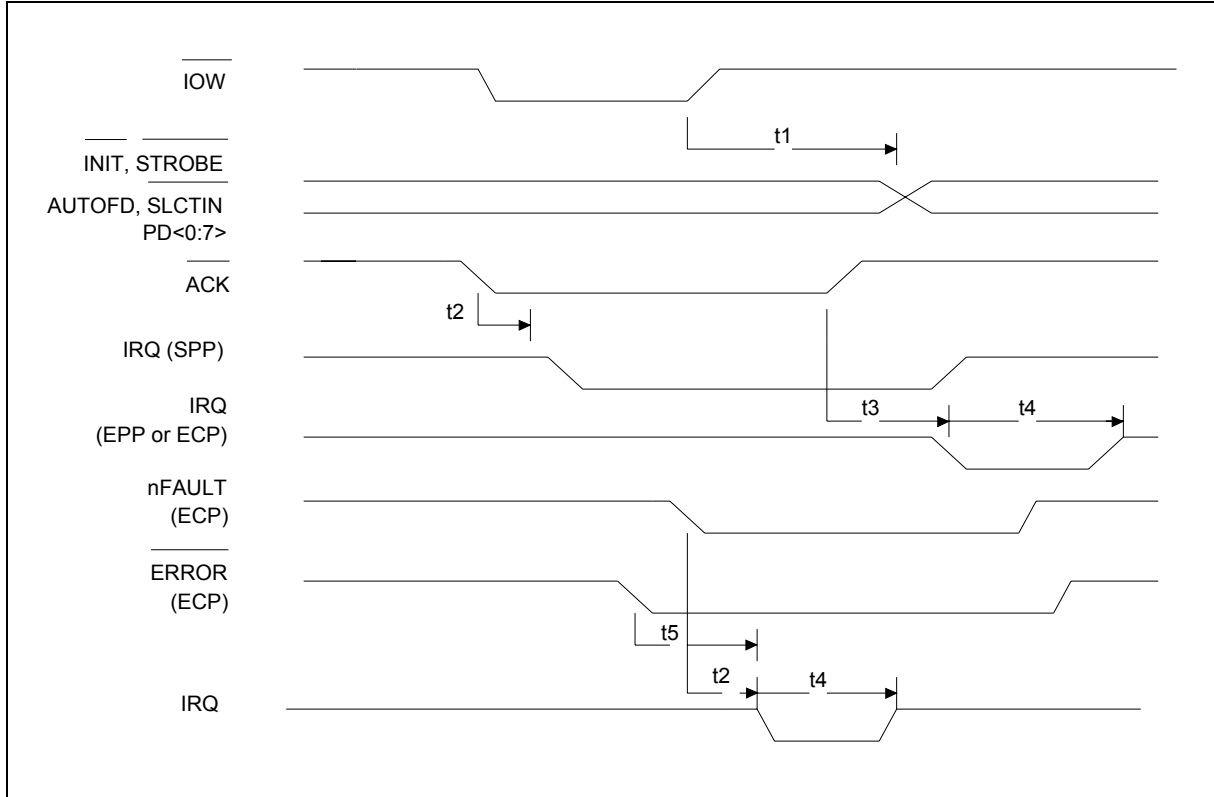 IOW
t1
INIT, STROBE
AUTOFD, SLCTIN
PD<0:7>
ACK
t2
IRQ (SPP)
IRQ
(EPP or ECP)
t3
t4
nFAULT
(ECP)
ERROR
(ECP)
t5
t2
t4
IRQ